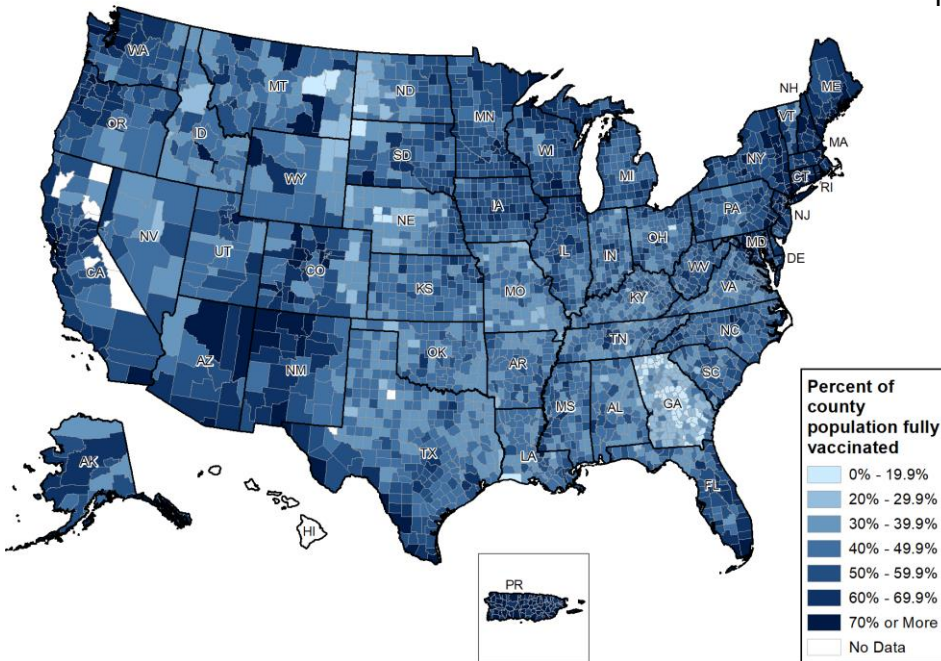 WA
MT
ND
MN
NH
ME
VT
OR
ID
SD
WI
MI
NY
MA
WY
CT
RI
IA
PA
NE
NJ
NV
OH
MD
UT
IL
IN
DE
CO
WV
CA
VA
KS
MO
KY
NC
TN
AZ
OK
NM
AR
SC
MS
AL
GA
TX
LA
AK
FL
HI
PR
Percent of
county
population fully
vaccinated
0% - 19.9%
20% - 29.9%
30% - 39.9%
40% - 49.9%
50% - 59.9%
60% - 69.9%
70% or More
No Data